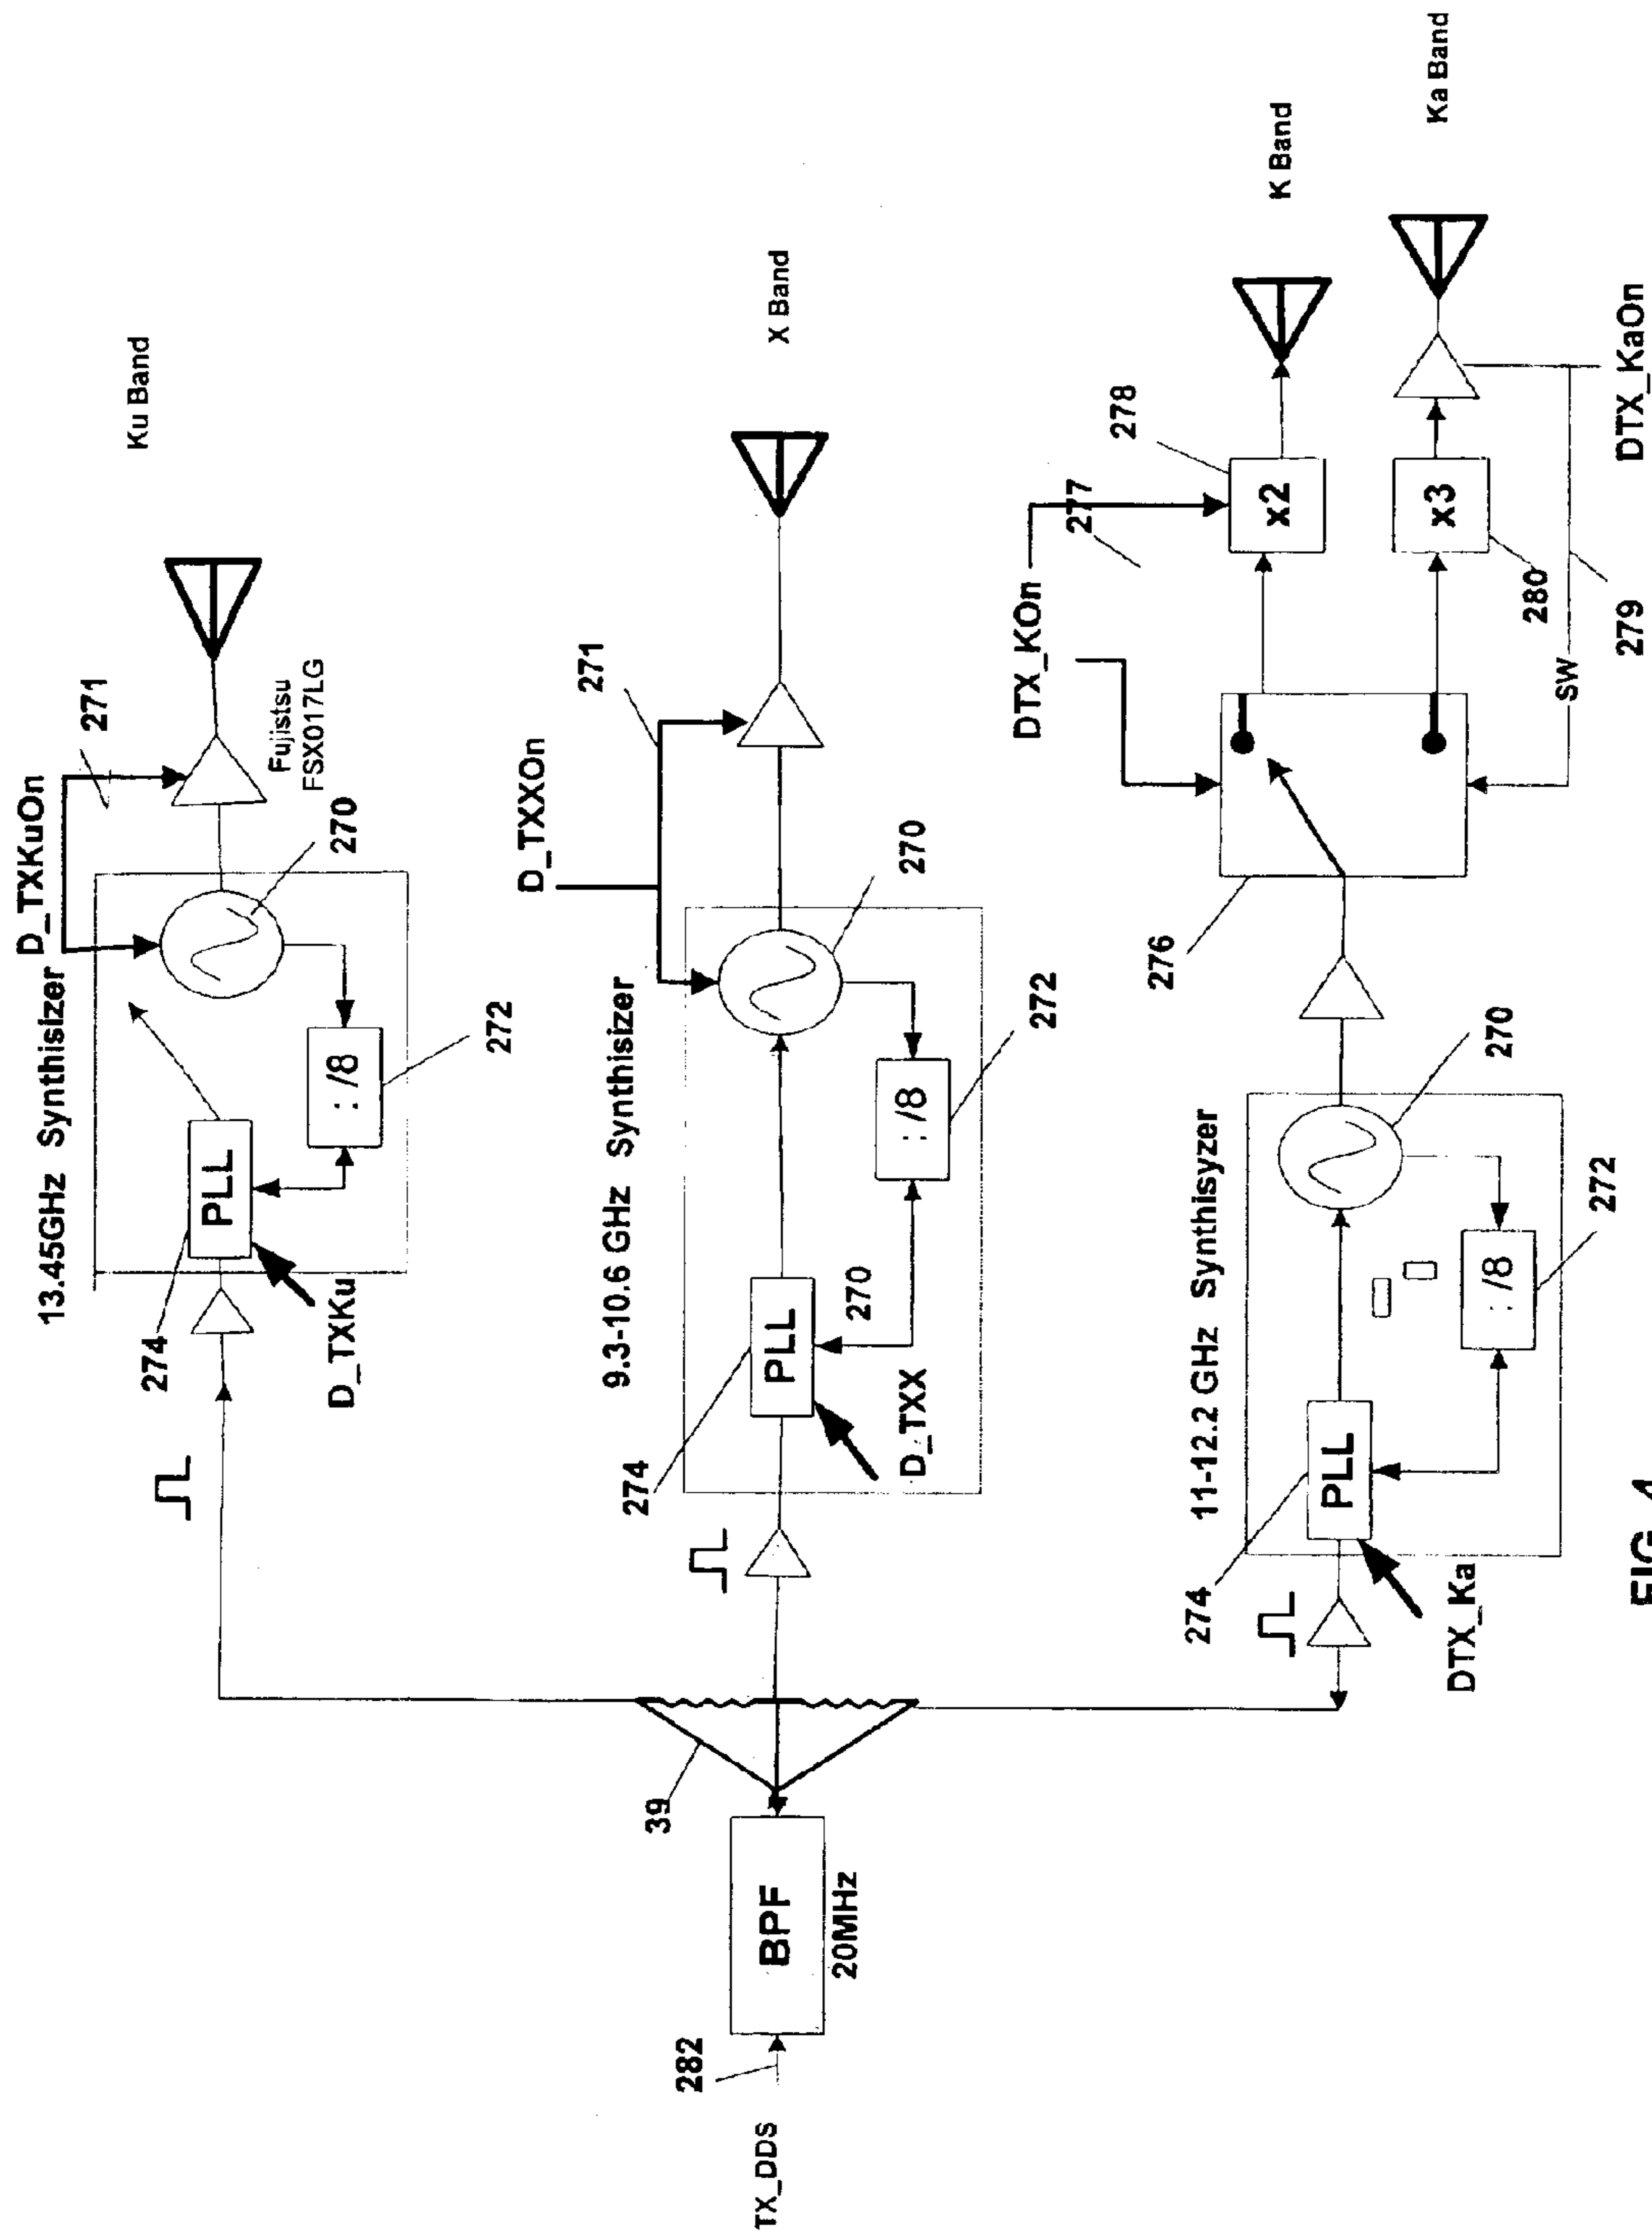 TX_DDS
282
BPF
20MHz
39
13.45GHz Synthisizer
274
PLL
D_TXKu
: /8
272
270
D_TXKuOn
271
Fujistsu
FSX017LG
Ku Band
9.3-10.6 GHz Synthisizer
274
PLL
D_TXX
270
: /8
272
270
D_TXXOn
271
X Band
11-12.2 GHz Synthisyzer
274
PLL
DTX_Ka
: /8
272
270
276
DTX_KOn
277
x2
278
K Band
x3
280
SW
279
DTX_KaOn
Ka Band
FIG. 4